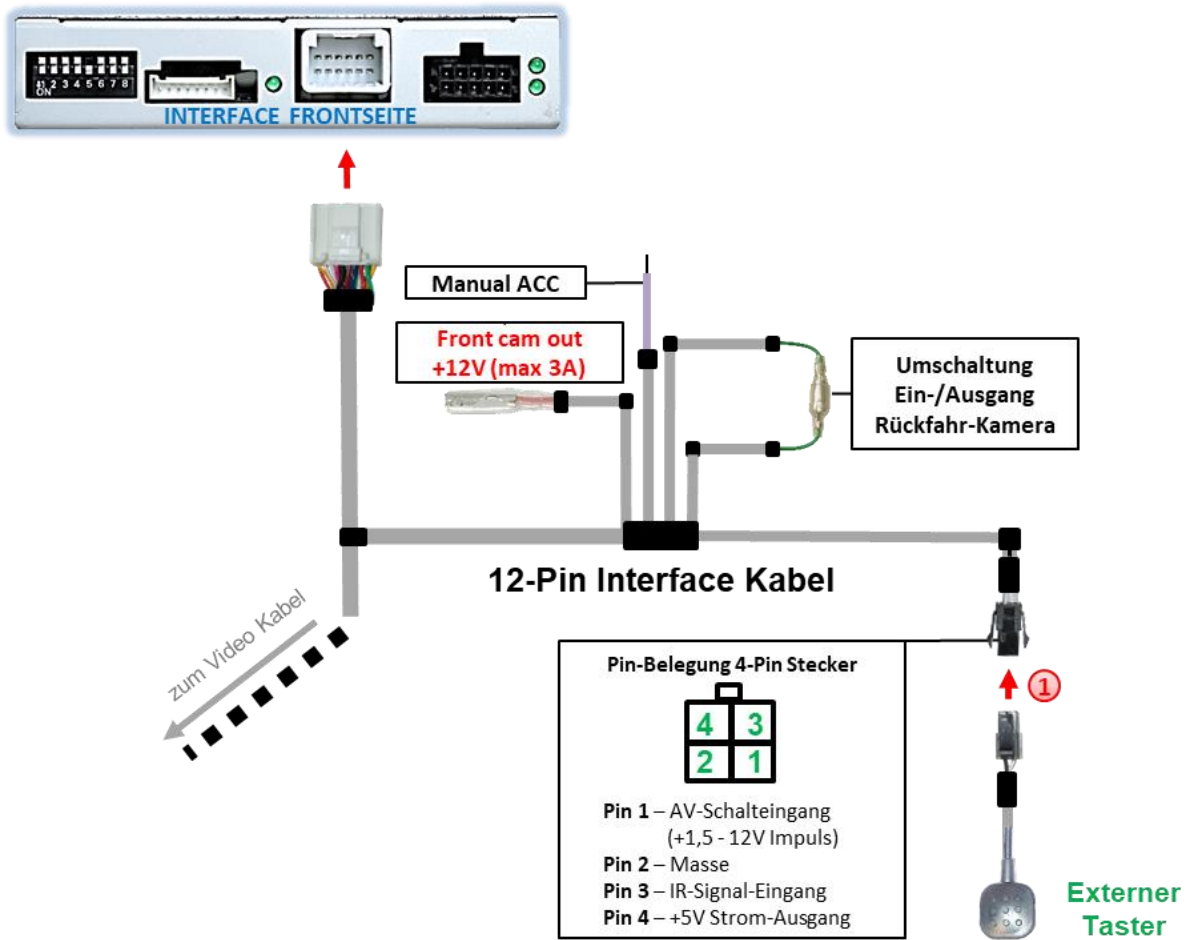 1 2 3 4 5 6 7 8
ON
INTERFACE FRONTSEITE
Manual ACC
Front cam out
+12V (max 3A)
Umschaltung
Ein-/Ausgang
Rückfahr-Kamera
12-Pin Interface Kabel
zum Video Kabel
Pin-Belegung 4-Pin Stecker
4 3
2 1
Pin 1 – AV-Schalteingang
(+1,5 - 12V Impuls)
Pin 2 – Masse
Pin 3 – IR-Signal-Eingang
Pin 4 – +5V Strom-Ausgang
1
Externer
Taster